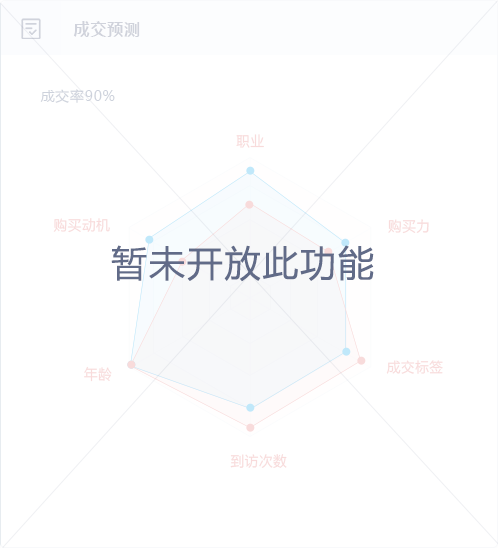 成交预测
成交率90%
职业
购买动机
购买力
暂未开放此功能
年龄
成交标签
到访次数